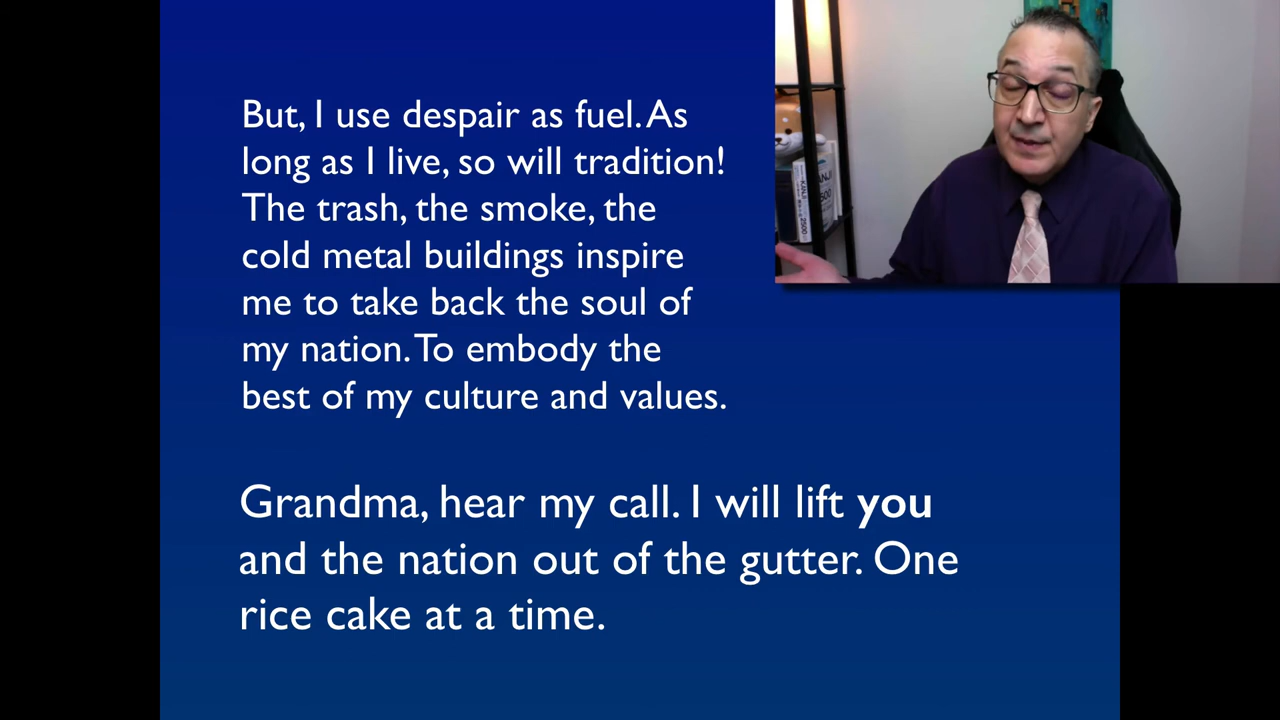 But, I use despair as fuel. As
long as I live, so will tradition!
The trash, the smoke, the
cold metal buildings inspire
me to take back the soul of
my nation. To embody the
best of my culture and values.
Grandma, hear my call. I will lift you
and the nation out of the gutter. One
rice cake at a time.
KANJI
2500